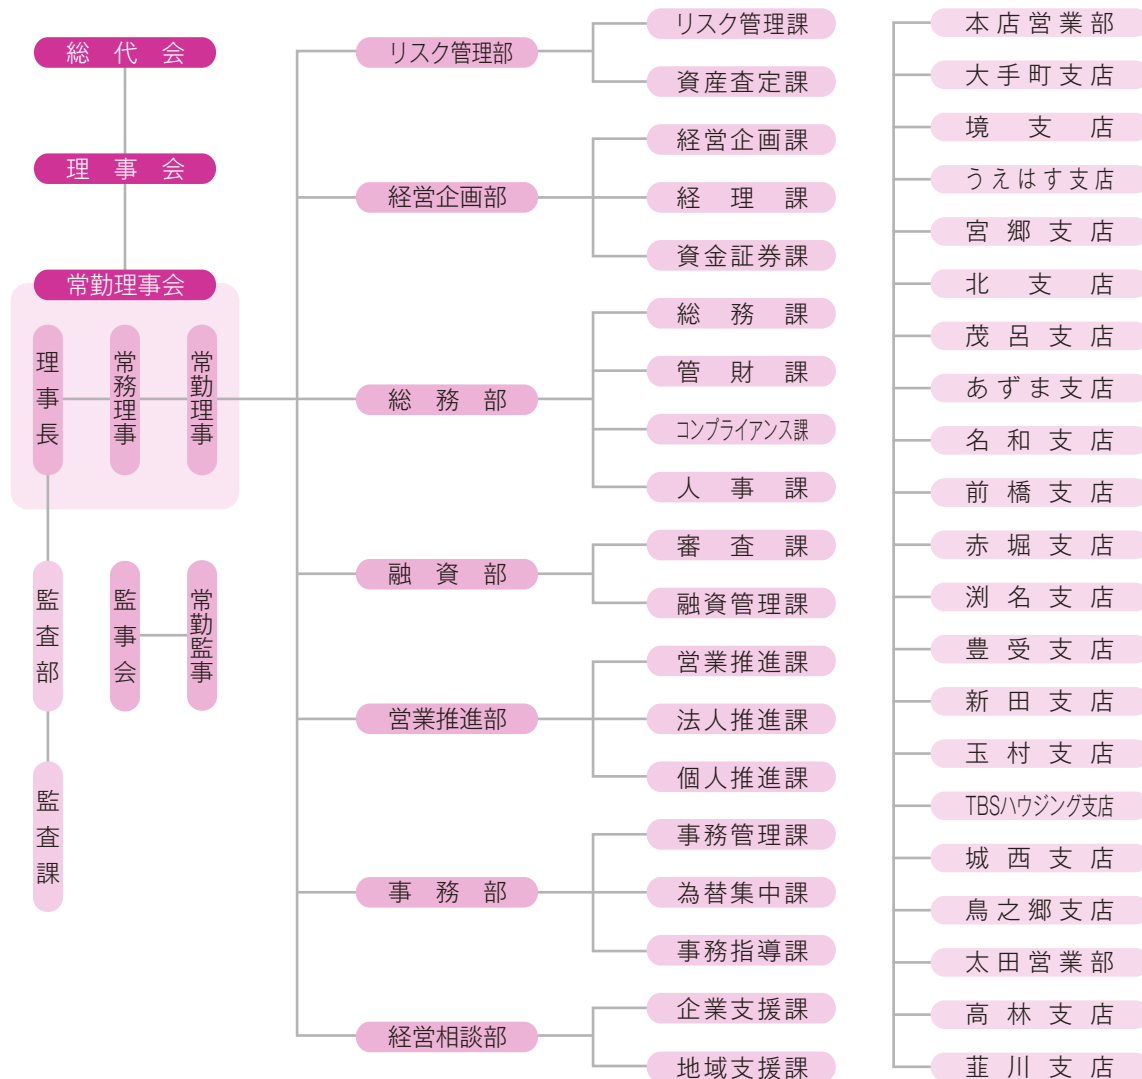 総代会
理事会
常勤理事会
理事長
常務理事
常勤理事
監査部
監事会
常勤監事
監査課
リスク管理部
リスク管理課
資産査定課
経営企画部
経営企画課
経理課
資金証券課
総務部
総務課
管財課
コンプライアンス課
人事課
融資部
審査課
融資管理課
営業推進部
営業推進課
法人推進課
個人推進課
事務部
事務管理課
為替集中課
事務指導課
経営相談部
企業支援課
地域支援課
本店営業部
大手町支店
境支店
うえはす支店
宮郷支店
北支店
茂呂支店
あずま支店
名和支店
前橋支店
赤堀支店
渕名支店
豊受支店
新田支店
玉村支店
TBSハウジング支店
城西支店
鳥之郷支店
太田営業部
高林支店
韮川支店